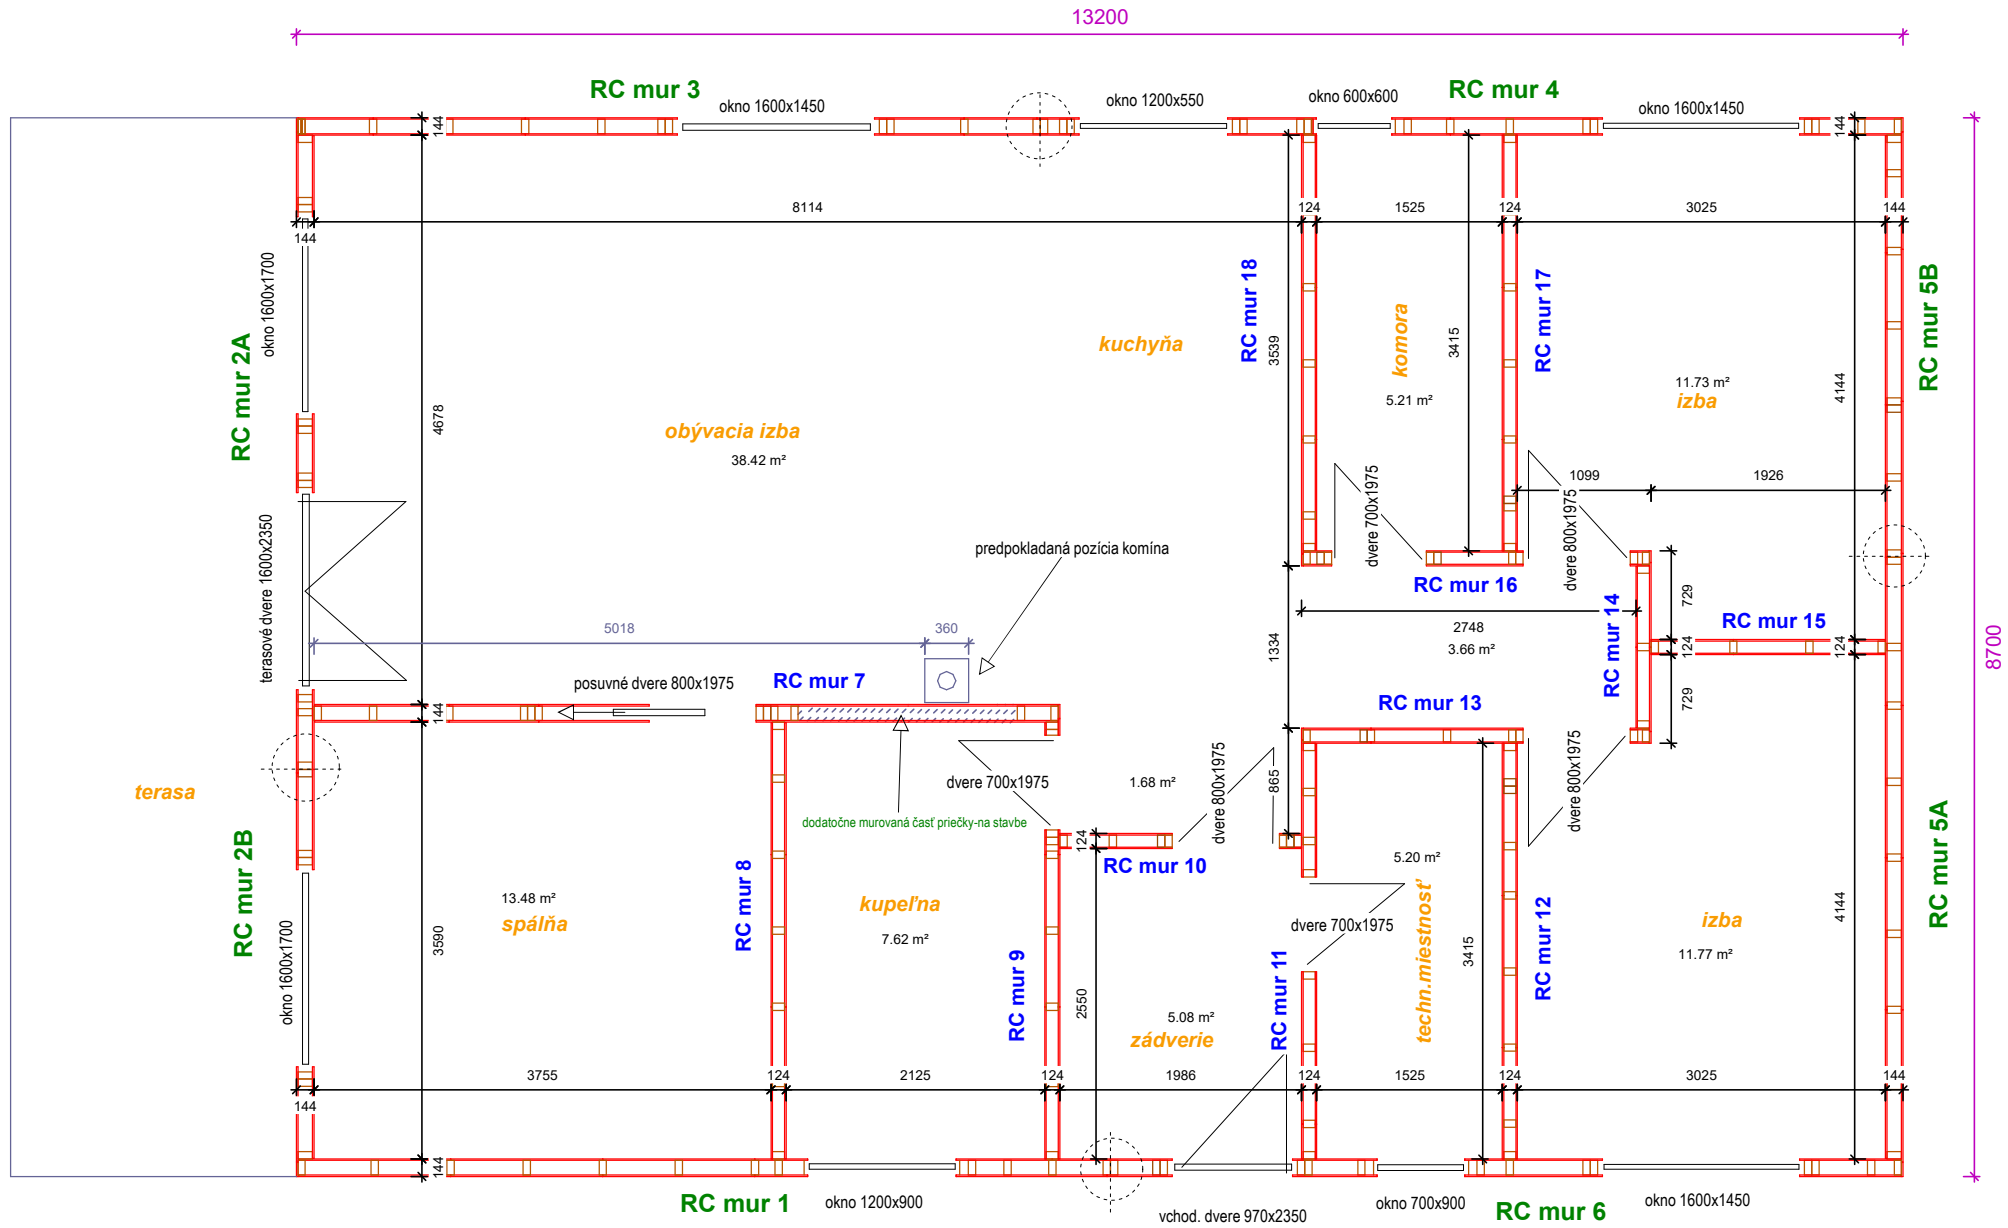 13200
RC mur 3
okno 1600x1450
okno 1200x550
okno 600x600
RC mur 4
okno 1600x1450
144
144
8114
124
1525
124
3025
144
144
okno 1600x1700
RC mur 2A
4678
kuchyňa
obývacia izba
38.42 m²
RC mur 18
3539
komora
5.21 m²
3415
RC mur 17
11.73 m²
izba
4144
RC mur 5B
1099
1926
dvere 700x1975
dvere 800x1975
predpokladaná pozícia komína
terasové dvere 1600x2350
RC mur 16
2748
3.66 m²
RC mur 14
729
RC mur 15
124
729
8700
5018
360
1334
posuvné dvere 800x1975
RC mur 7
RC mur 13
144
terasa
dvere 700x1975
1.68 m²
dvere 800x1975
865
dvere 800x1975
dodatočne murovaná časť priečky-na stavbe
124
RC mur 10
5.20 m²
RC mur 2B
okno 1600x1700
3590
13.48 m²
spálňa
RC mur 8
kupeľna
7.62 m²
RC mur 9
2550
5.08 m²
zádverie
RC mur 11
dvere 700x1975
techn.miestnosť
3415
RC mur 12
izba
11.77 m²
4144
RC mur 5A
3755
124
2125
124
1986
124
1525
124
3025
144
144
144
RC mur 1
okno 1200x900
vchod. dvere 970x2350
okno 700x900
RC mur 6
okno 1600x1450